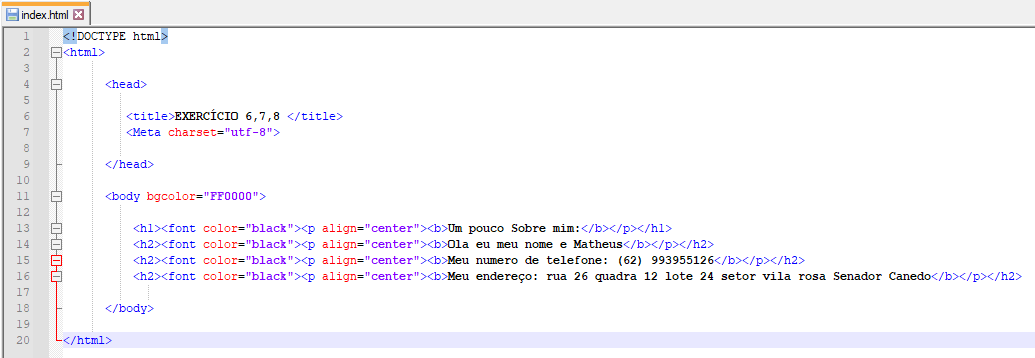 index.html
1 <!DOCTYPE html>
2 <html>
3
4 <head>
5
6 <title>EXERCÍCIO 6,7,8 </title>
7 <Meta charset="utf-8">
8
9 </head>
10
11 <body bgcolor="FF0000">
12
13 <h1><font color="black"><p align="center"><b>Um pouco Sobre mim:</b></p></h1>
14 <h2><font color="black"><p align="center"><b>Ola eu meu nome e Matheus</b></p></h2>
15 <h2><font color="black"><p align="center"><b>Meu numero de telefone: (62) 993955126</b></p></h2>
16 <h2><font color="black"><p align="center"><b>Meu endereço: rua 26 quadra 12 lote 24 setor vila rosa Senador Canedo</b></p></h2>
17
18 </body>
19
20 </html>